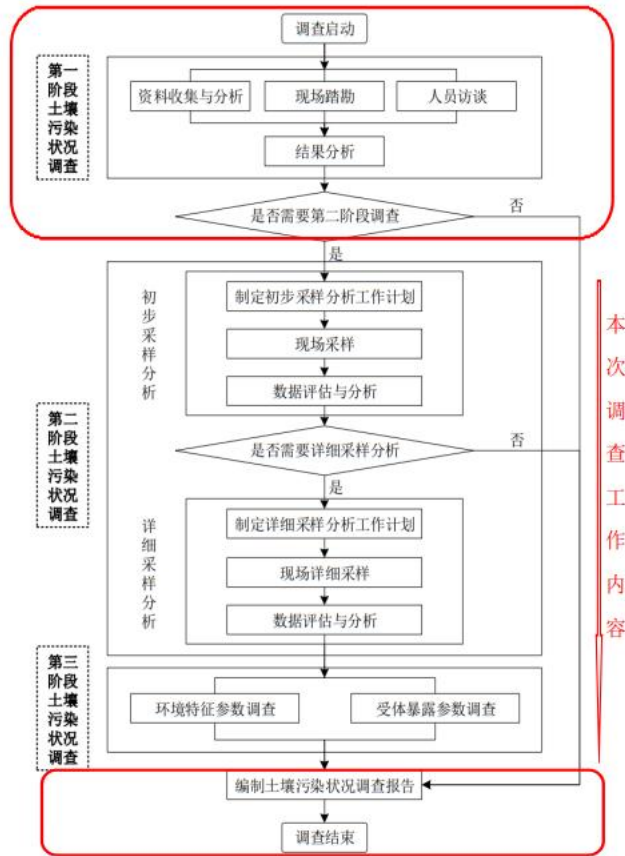 调查启动
第一
阶段
土壤
污染
状况
调查
资料收集与分析
现场踏勘
人员访谈
结果分析
是否需要第二阶段调查
否
是
初步采样分析
制定初步采样分析工作计划
现场采样
数据评估与分析
第二
阶段
土壤
污染
状况
调查
是否需要详细采样分析
否
是
详细采样分析
制定详细采样分析工作计划
现场详细采样
数据评估与分析
本次调查工作内容
第三
阶段
土壤
污染
状况
调查
环境特征参数调查
受体暴露参数调查
编制土壤污染状况调查报告
调查结束